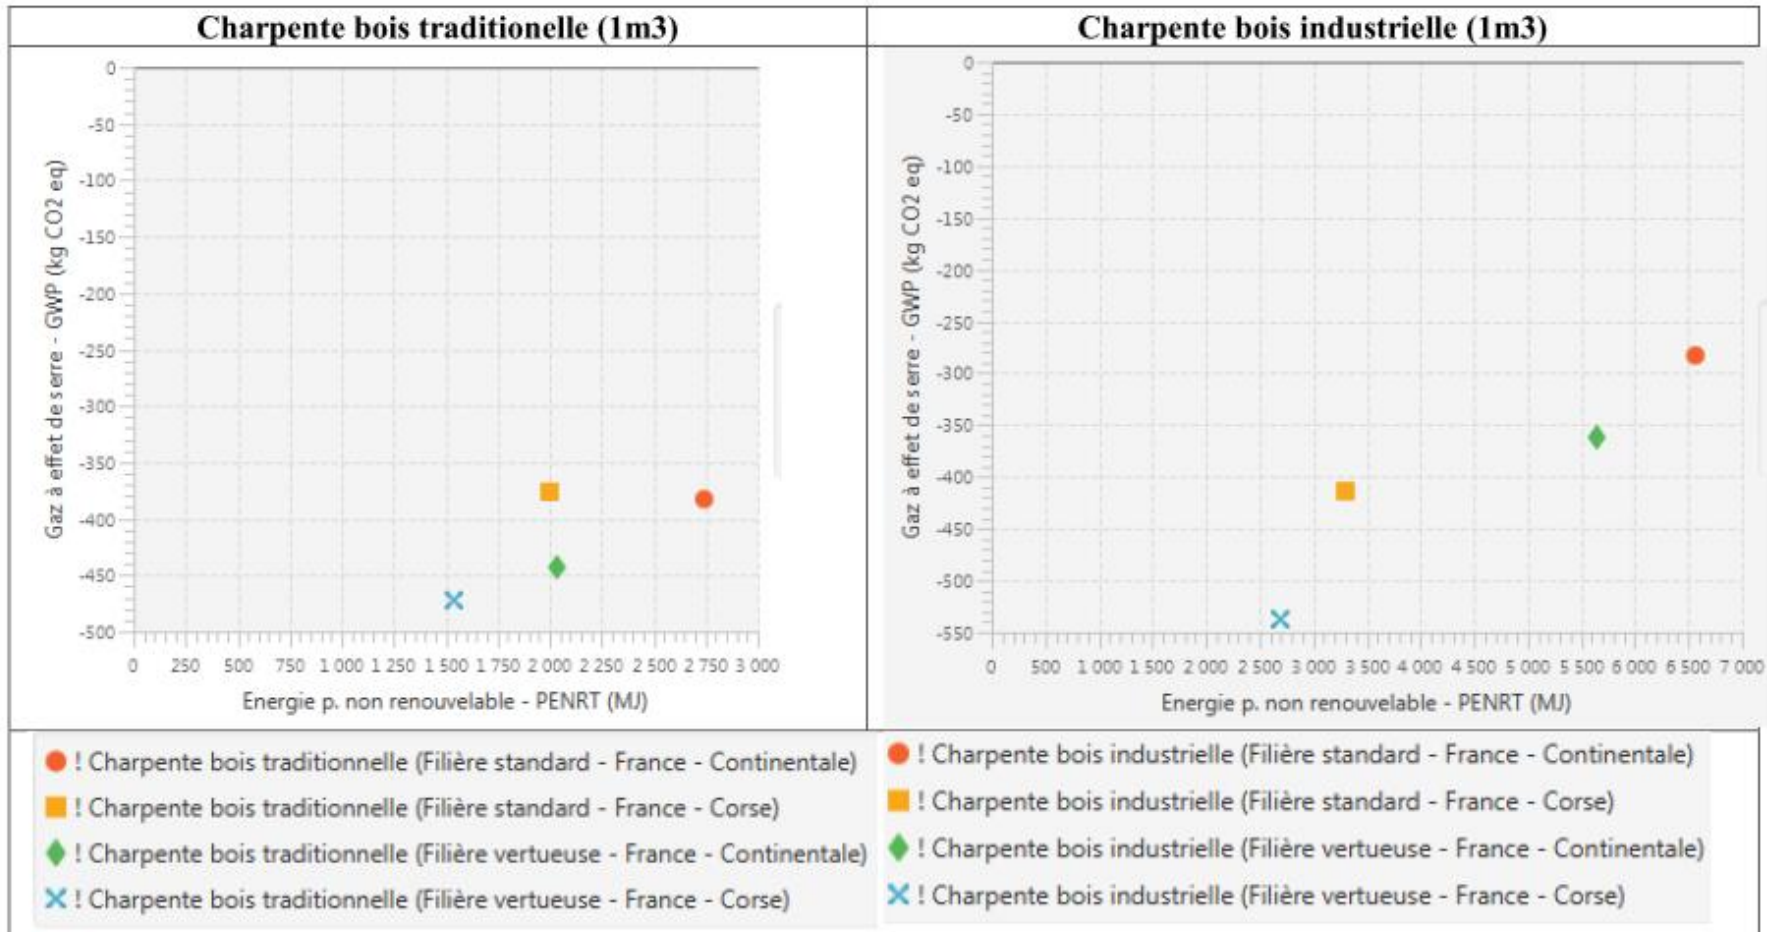 Charpente bois traditionelle (1m3)
Charpente bois industrielle (1m3)
Gaz à effet de serre - GWP (kg CO2 eq)
0
-50
-100
-150
-200
-250
-300
-350
-400
-450
-500
0 250 500 750 1 000 1 250 1 500 1 750 2 000 2 250 2 500 2 750 3 000
Energie p. non renouvelable - PENRT (MJ)
Gaz à effet de serre - GWP (kg CO2 eq)
0
-50
-100
-150
-200
-250
-300
-350
-400
-450
-500
-550
0 500 1 000 1 500 2 000 2 500 3 000 3 500 4 000 4 500 5 000 5 500 6 000 6 500 7 000
Energie p. non renouvelable - PENRT (MJ)
! Charpente bois traditionnelle (Filière standard - France - Continentale)
! Charpente bois traditionnelle (Filière standard - France - Corse)
! Charpente bois traditionnelle (Filière vertueuse - France - Continentale)
! Charpente bois traditionnelle (Filière vertueuse - France - Corse)
! Charpente bois industrielle (Filière standard - France - Continentale)
! Charpente bois industrielle (Filière standard - France - Corse)
! Charpente bois industrielle (Filière vertueuse - France - Continentale)
! Charpente bois industrielle (Filière vertueuse - France - Corse)